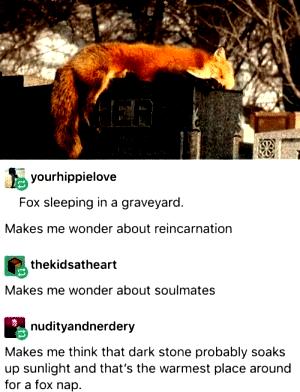 yourhippielove
Fox sleeping in a graveyard.
Makes me wonder about reincarnation
thekidsatheart
Makes me wonder about soulmates
nudityandnerdery
Makes me think that dark stone probably soaks
up sunlight and that's the warmest place around
for a fox nap.